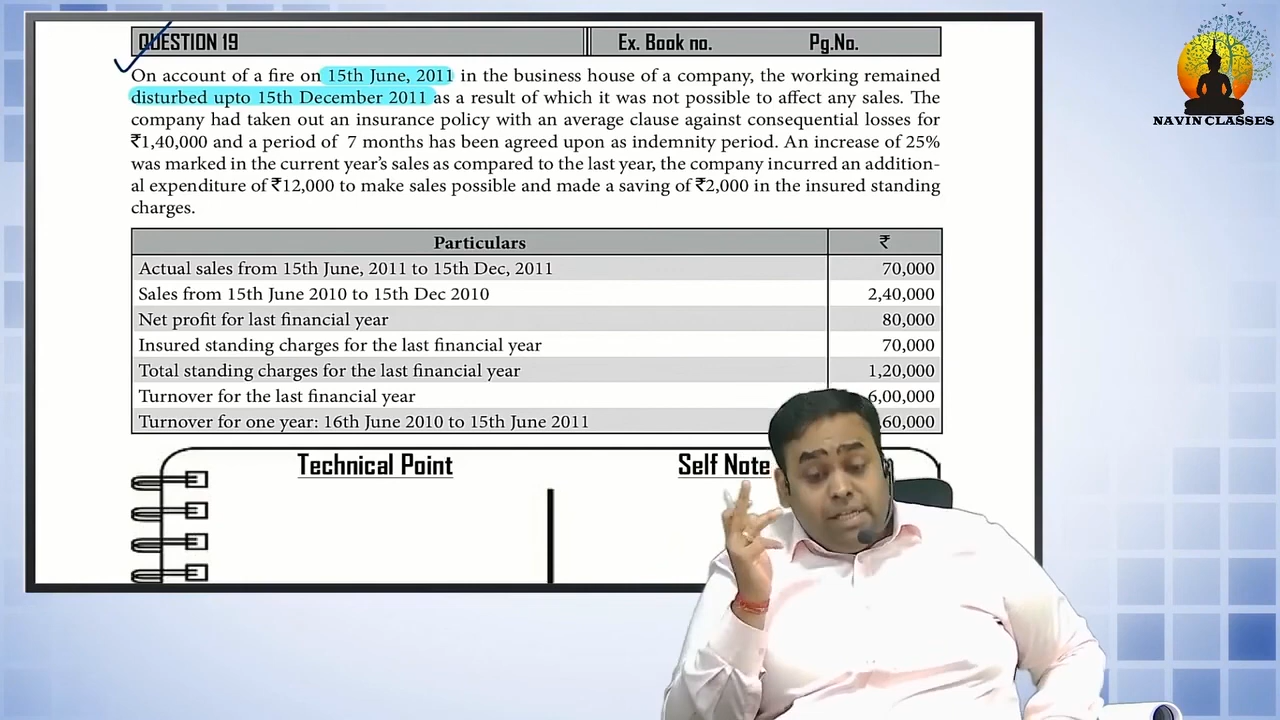 QUESTION 19 Ex. Book no. Pg.No.
On account of a fire on 15th June, 2011 in the business house of a company, the working remained
disturbed upto 15th December 2011 as a result of which it was not possible to affect any sales. The
company had taken out an insurance policy with an average clause against consequential losses for
₹1,40,000 and a period of 7 months has been agreed upon as indemnity period. An increase of 25%
was marked in the current year's sales as compared to the last year, the company incurred an addition-
al expenditure of ₹12,000 to make sales possible and made a saving of ₹2,000 in the insured standing
charges.
Particulars ₹
Actual sales from 15th June, 2011 to 15th Dec, 2011 70,000
Sales from 15th June 2010 to 15th Dec 2010 2,40,000
Net profit for last financial year 80,000
Insured standing charges for the last financial year 70,000
Total standing charges for the last financial year 1,20,000
Turnover for the last financial year 6,00,000
Turnover for one year: 16th June 2010 to 15th June 2011 ,60,000
Technical Point Self Note
NAVIN CLASSES